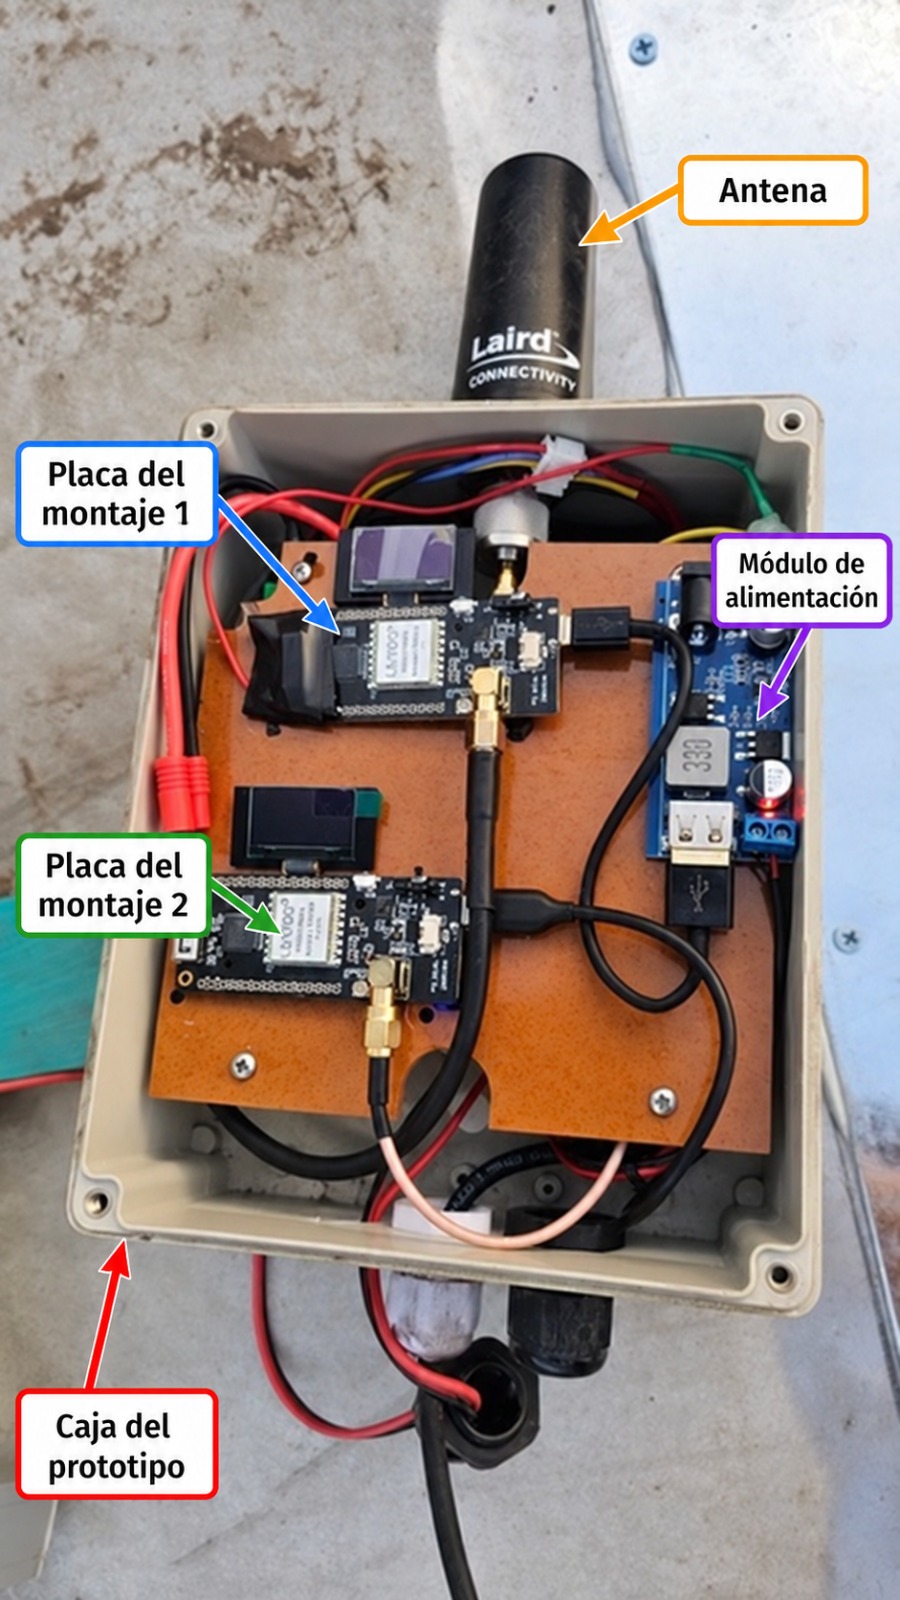 Antena
Laird
CONNECTIVITY
Placa del
montaje 1
Módulo de
alimentación
330
Placa del
montaje 2
Caja del
prototipo